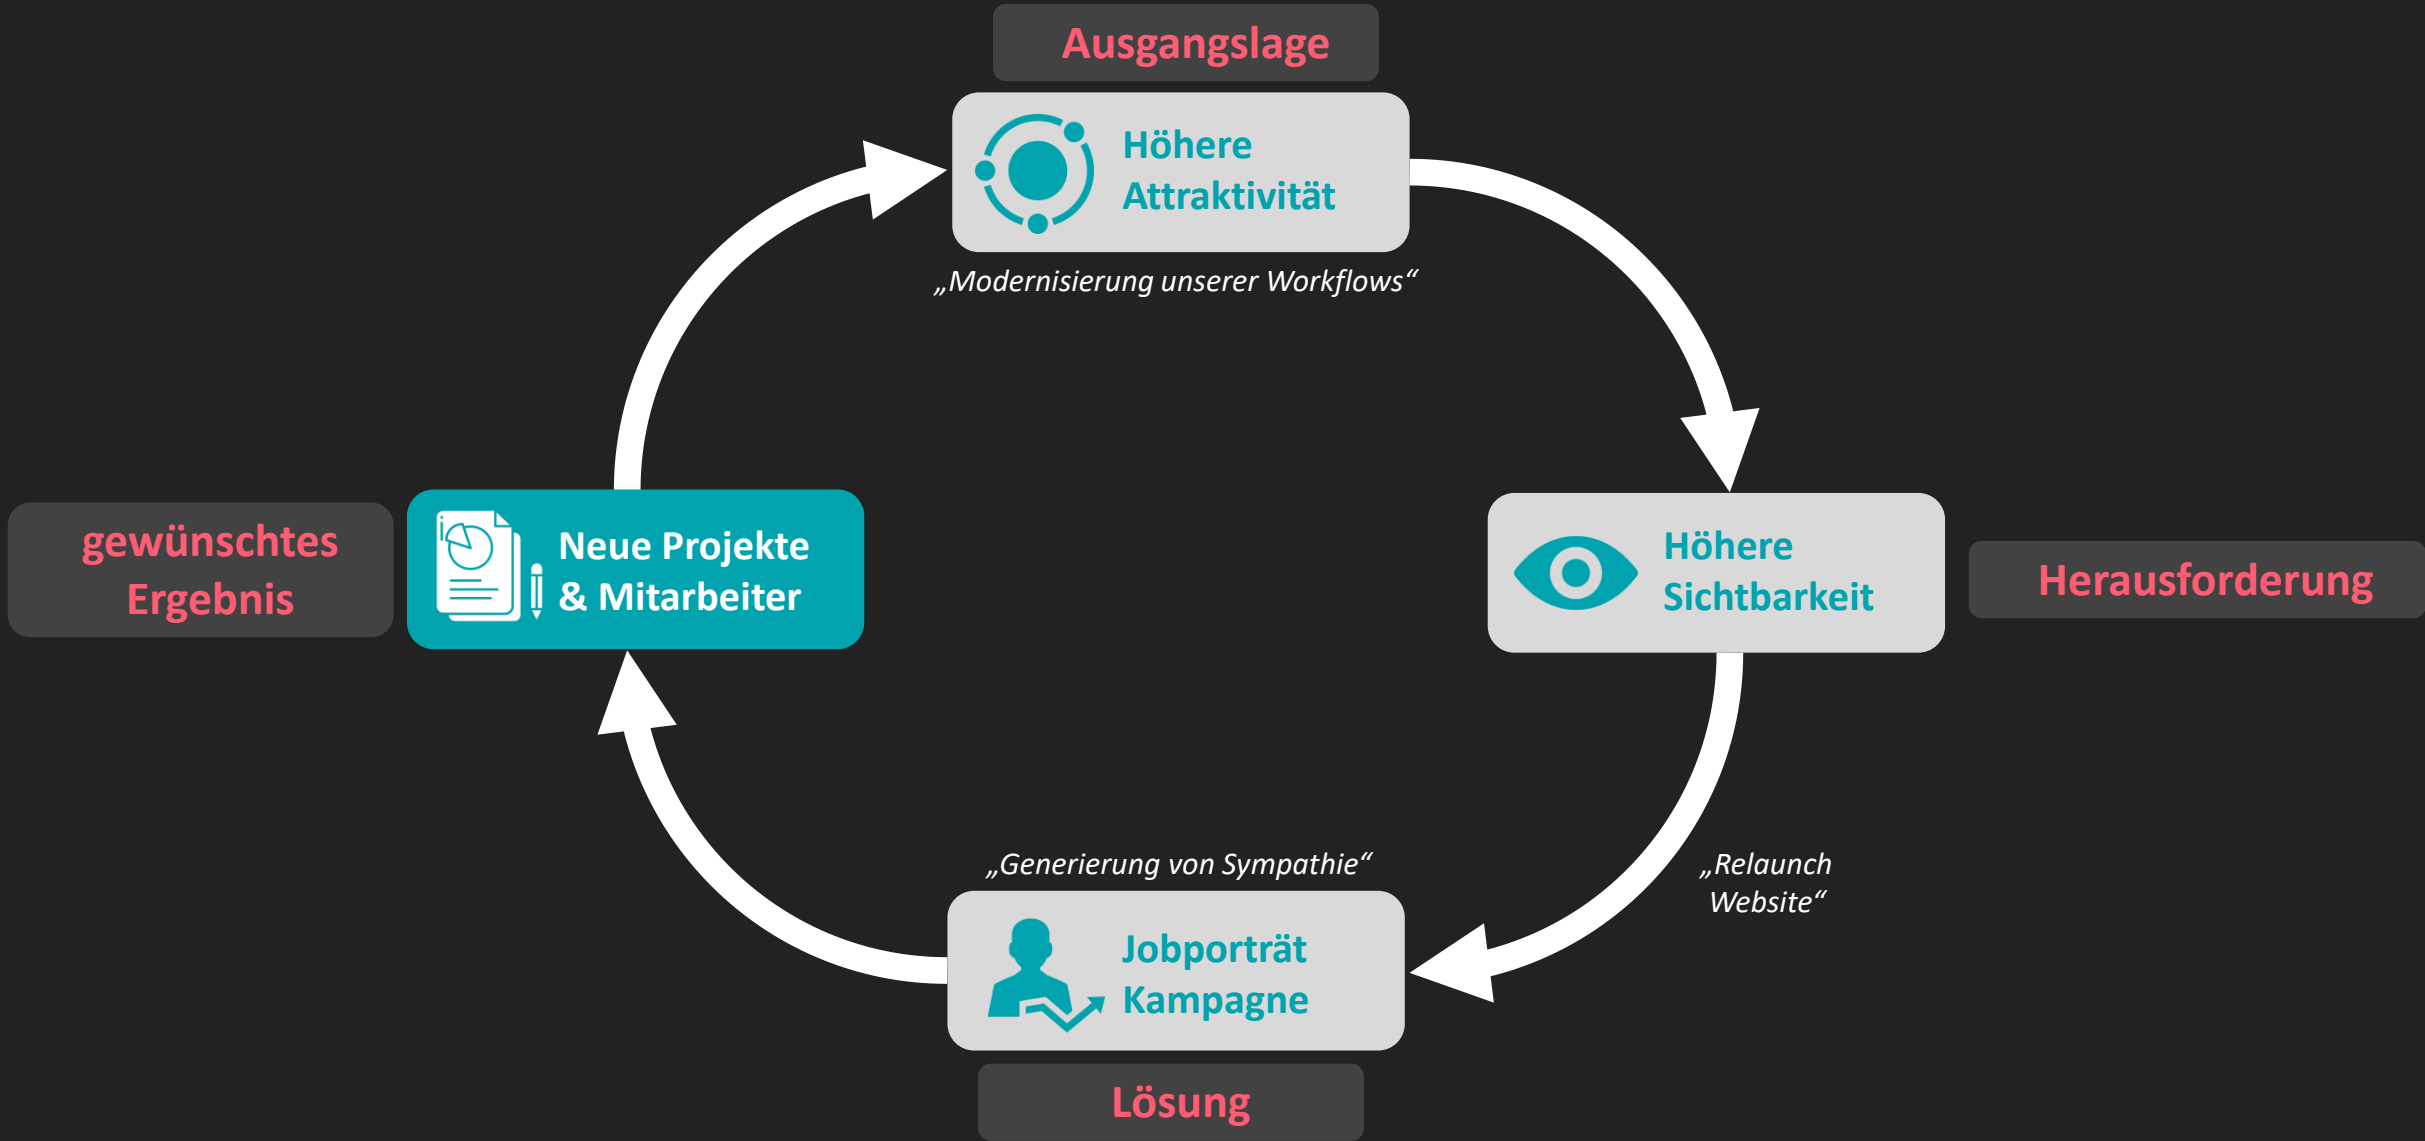 Ausgangslage
Höhere
Attraktivität
„Modernisierung unserer Workflows“
gewünschtes
Ergebnis
Neue Projekte
& Mitarbeiter
Höhere
Sichtbarkeit
Herausforderung
„Generierung von Sympathie“
„Relaunch
Website“
Jobporträt
Kampagne
Lösung